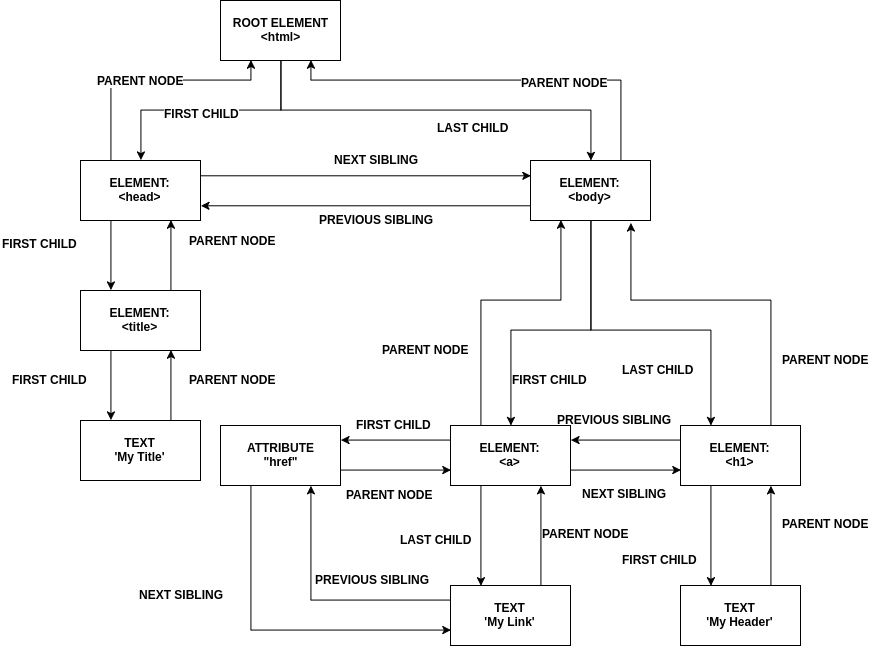 ROOT ELEMENT
<html>
PARENT NODE
PARENT NODE
FIRST CHILD
LAST CHILD
NEXT SIBLING
ELEMENT:
<head>
ELEMENT:
<body>
PREVIOUS SIBLING
FIRST CHILD
PARENT NODE
ELEMENT:
<title>
PARENT NODE
FIRST CHILD
LAST CHILD
PARENT NODE
FIRST CHILD
PARENT NODE
TEXT
'My Title'
FIRST CHILD
PREVIOUS SIBLING
ATTRIBUTE
"href"
ELEMENT:
<a>
ELEMENT:
<h1>
PARENT NODE
NEXT SIBLING
LAST CHILD
PARENT NODE
PARENT NODE
FIRST CHILD
PREVIOUS SIBLING
NEXT SIBLING
TEXT
'My Link'
TEXT
'My Header'